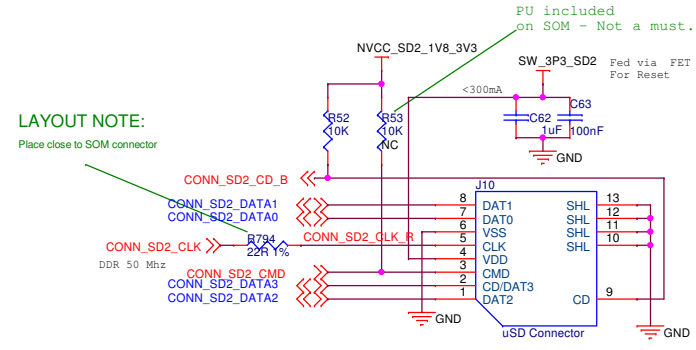 PU included
on SOM - Not a must.
NVCC_SD2_1V8_3V3
SW_3P3_SD2
Fed via FET
For Reset
<300mA
R52
10K
R53
10K
NC
C62
1uF
C63
100nF
GND
LAYOUT NOTE:
Place close to SOM connector
CONN_SD2_CD_B
J10
CONN_SD2_DATA1
8
DAT1
SHL
13
CONN_SD2_DATA0
7
DAT0
SHL
12
6
VSS
SHL
11
CONN_SD2_CLK
R794
22R 1%
CONN_SD2_CLK_R
5
CLK
SHL
10
DDR 50 Mhz
4
VDD
CONN_SD2_CMD
3
CMD
CONN_SD2_DATA3
2
CD/DAT3
CONN_SD2_DATA2
1
DAT2
CD
9
GND
uSD Connector
GND